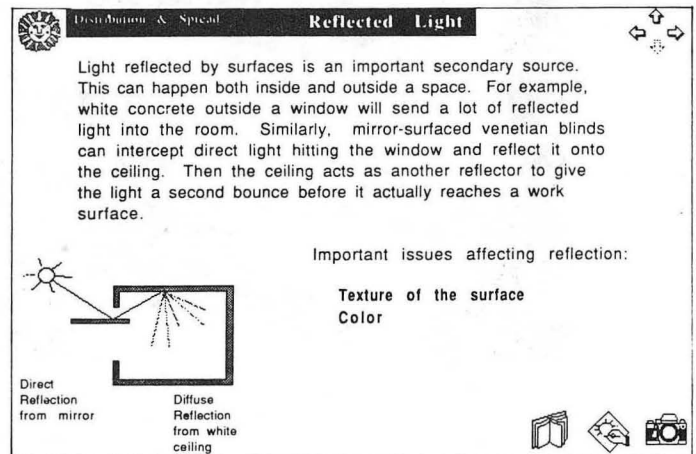 Distribution & Spread
Reflected Light
Light reflected by surfaces is an important secondary source.
This can happen both inside and outside a space. For example,
white concrete outside a window will send a lot of reflected
light into the room. Similarly, mirror-surfaced venetian blinds
can intercept direct light hitting the window and reflect it onto
the ceiling. Then the ceiling acts as another reflector to give
the light a second bounce before it actually reaches a work
surface.
Important issues affecting reflection:
Texture of the surface
Color
Direct
Reflection
from mirror
Diffuse
Reflection
from white
ceiling